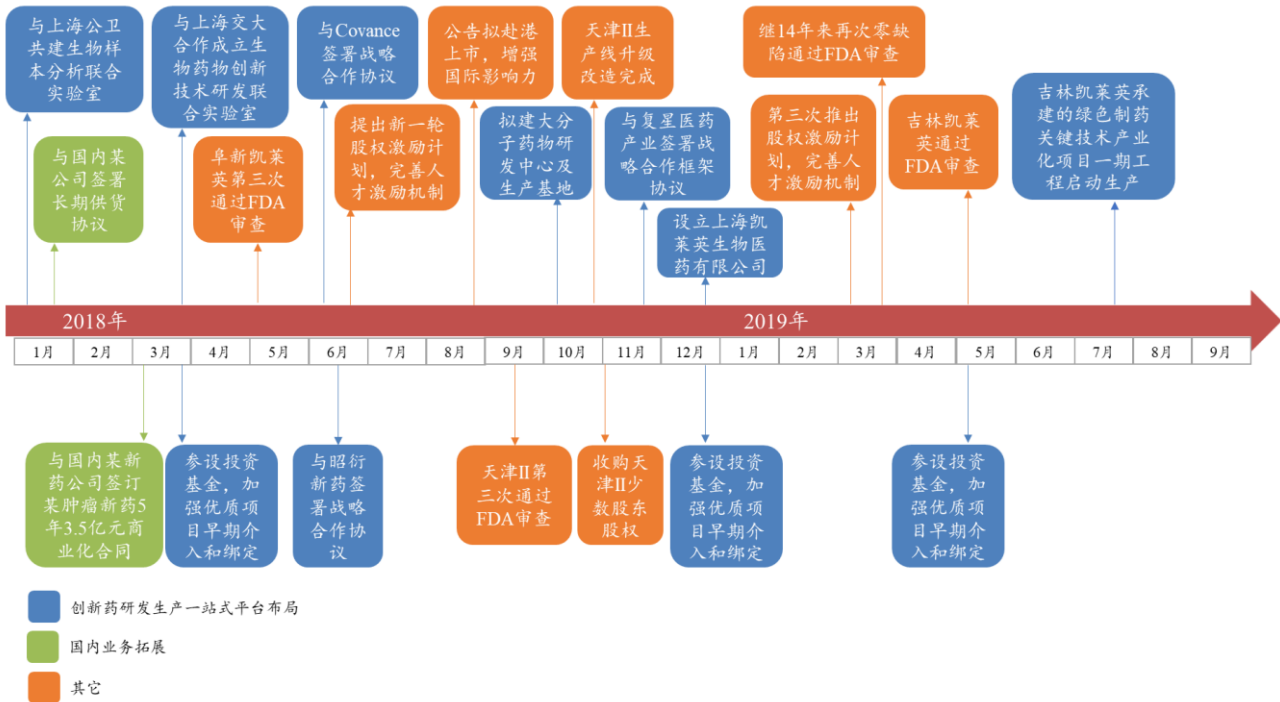 与上海公卫
共建生物样
本分析联合
实验室
与国内某
公司签署
长期供货
协议
与上海交大
合作成立生
物药物创新
技术研发联
合实验室
阜新凯莱
英第三次
通过FDA
审查
与Covance
签署战略
合作协议
提出新一轮
股权激励计
划，完善人
才激励机制
公告拟赴港
上市，增强
国际影响力
拟建大分
子药物研
发中心及
生产基地
天津II生
产线升级
改造完成
与复星医药
产业签署战
略合作框架
协议
设立上海凯
莱英生物医
药有限公司
继14年来再次零缺
陷通过FDA审查
第三次推出
股权激励计
划，完善人
才激励机制
吉林凯莱
英通过
FDA审查
吉林凯莱英承
建的绿色制药
关键技术产业
化项目一期工
程启动生产
2018年
2019年
1月
2月
3月
4月
5月
6月
7月
8月
9月
10月
11月
12月
1月
2月
3月
4月
5月
6月
7月
8月
9月
与国内某新
药公司签订
某肿瘤新药5
年3.5亿元商
业化合同
参设投资
基金，加
强优质项
目早期介
入和绑定
与昭衍
新药签
署战略
合作协
议
天津II第
三次通过
FDA审查
收购天
津II少
数股东
股权
参设投资
基金，加
强优质项
目早期介
入和绑定
参设投资
基金，加
强优质项
目早期介
入和绑定
创新药研发生产一站式平台布局
国内业务拓展
其它